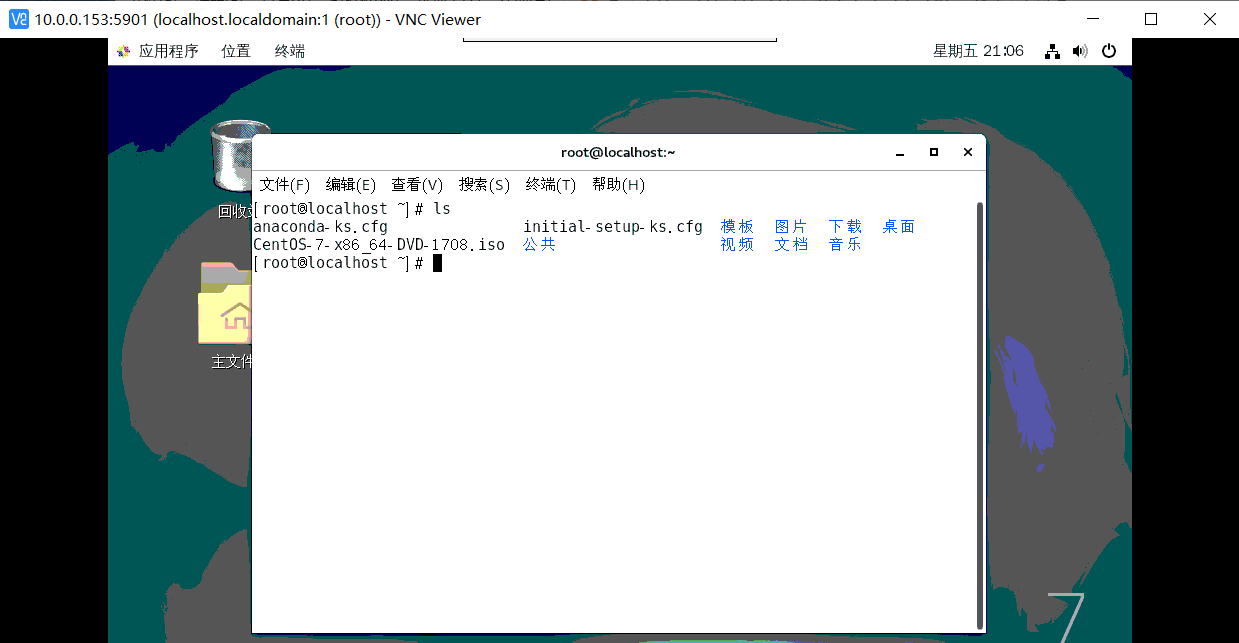 10.0.0.153:5901 (localhost.localdomain:1 (root)) - VNC Viewer
应用程序 位置 终端 星期五 21:06
root@localhost:~
文件(F) 编辑(E) 查看(V) 搜索(S) 终端(T) 帮助(H)
回收
[root@localhost ~]# ls
anaconda-ks.cfg initial-setup-ks.cfg 模板 图片 下载 桌面
CentOS-7-x86_64-DVD-1708.iso 公共 视频 文档 音乐
[root@localhost ~]#
主文件
7